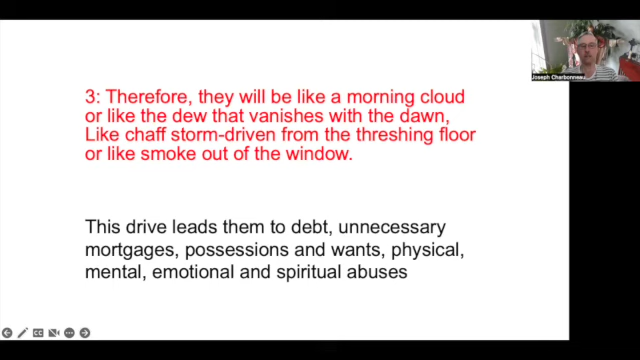 Joseph Charbonneau
3: Therefore, they will be like a morning cloud
or like the dew that vanishes with the dawn,
Like chaff storm-driven from the threshing floor
or like smoke out of the window.
This drive leads them to debt, unnecessary
mortgages, possessions and wants, physical,
mental, emotional and spiritual abuses
CC